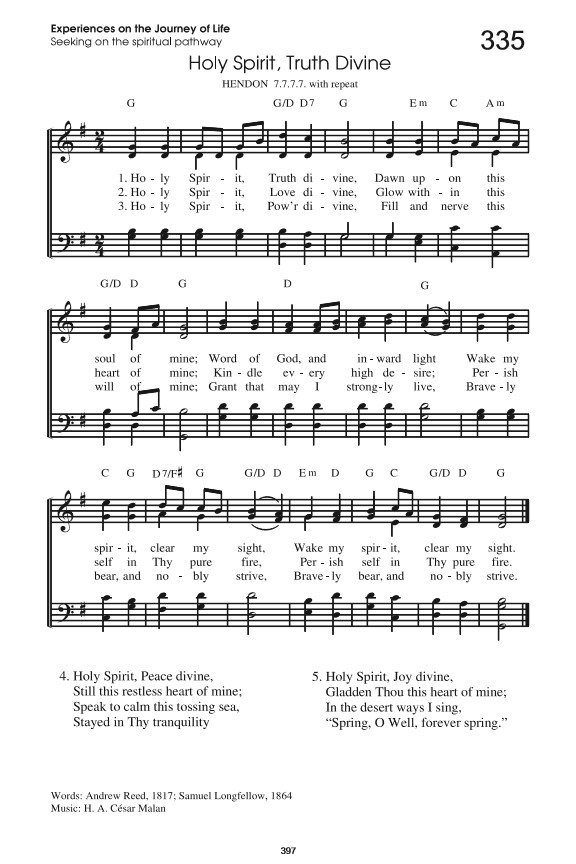 Experiences on the Journey of Life
Seeking on the spiritual pathway
335
Holy Spirit, Truth Divine
HENDON 7.7.7.7. with repeat
G G/D D7 G Em C Am
1. Ho - ly Spir - it, Truth di - vine, Dawn up - on this
2. Ho - ly Spir - it, Love di - vine, Glow with - in this
3. Ho - ly Spir - it, Pow'r di - vine, Fill and nerve this
G/D D G D G
soul of mine; Word of God, and in - ward light Wake my
heart of mine; Kin - dle ev - ery high de - sire; Per - ish
will of mine; Grant that may I strong - ly live, Brave - ly
C G D7/F♯ G G/D D Em D G C G/D D G
spir - it, clear my sight, Wake my spir - it, clear my sight.
self in Thy pure fire, Per - ish self in Thy pure fire.
bear, and no - bly strive, Brave - ly bear, and no - bly strive.
4. Holy Spirit, Peace divine,
Still this restless heart of mine;
Speak to calm this tossing sea,
Stayed in Thy tranquility
5. Holy Spirit, Joy divine,
Gladden Thou this heart of mine;
In the desert ways I sing,
“Spring, O Well, forever spring.”
Words: Andrew Reed, 1817; Samuel Longfellow, 1864
Music: H. A. César Malan
397